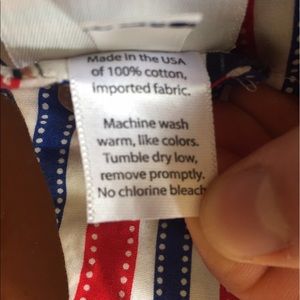 Made in the USA
of 100% cotton,
imported fabric.
Machine wash
warm, like colors.
Tumble dry low,
remove promptly.
No chlorine bleach